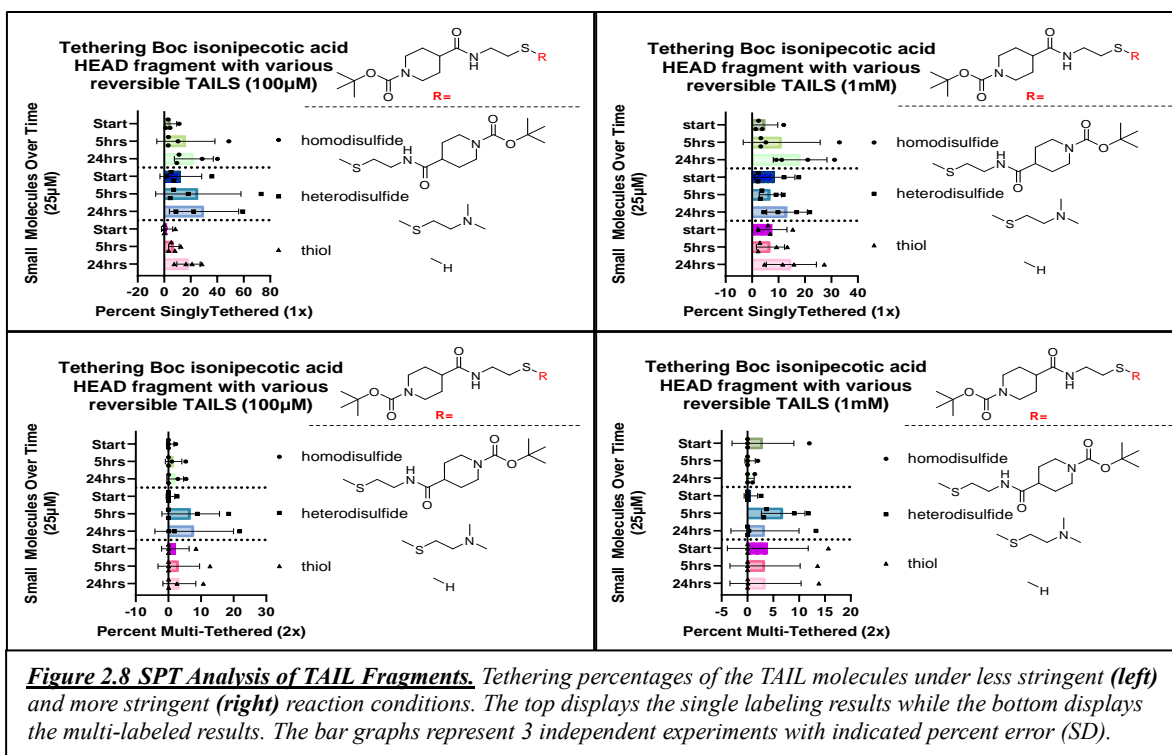 Tethering Boc isonipecotic acid
HEAD fragment with various
reversible TAILS (100µM)
Small Molecules Over Time
(25µM)
Start
5hrs
24hrs
Start
5hrs
24hrs
Start
5hrs
24hrs
-20 0 20 40 60 80
Percent SinglyTethered (1x)
O
S
R
N
H
N
O
O
R=
homodisulfide
heterodisulfide
thiol
O
O
N
H
N
S
O
N
S
H
Tethering Boc isonipecotic acid
HEAD fragment with various
reversible TAILS (1mM)
Small Molecules Over Time
(25µM)
start
5hrs
24hrs
start
5hrs
24hrs
start
5hrs
24hrs
-10 0 10 20 30 40
Percent SinglyTethered (1x)
O
S
R
N
H
N
O
O
R=
homodisulfide
heterodisulfide
thiol
O
O
N
H
N
S
O
N
S
H
Tethering Boc isonipecotic acid
HEAD fragment with various
reversible TAILS (100µM)
Small Molecules Over Time
(25µM)
Start
5hrs
24hrs
Start
5hrs
24hrs
Start
5hrs
24hrs
-10 0 10 20 30
Percent Multi-Tethered (2x)
O
S
R
N
H
N
O
O
R=
homodisulfide
heterodisulfide
thiol
O
O
N
H
N
S
O
N
S
H
Tethering Boc isonipecotic acid
HEAD fragment with various
reversible TAILS (1mM)
Small Molecules Over Time
(25µM)
Start
5hrs
24hrs
Start
5hrs
24hrs
Start
5hrs
24hrs
-5 0 5 10 15 20
Percent Multi-Tethered (2x)
O
S
R
N
H
N
O
O
R=
homodisulfide
heterodisulfide
thiol
O
O
N
H
N
S
O
N
S
H
Figure 2.8 SPT Analysis of TAIL Fragments. Tethering percentages of the TAIL molecules under less stringent (left)
and more stringent (right) reaction conditions. The top displays the single labeling results while the bottom displays
the multi-labeled results. The bar graphs represent 3 independent experiments with indicated percent error (SD).